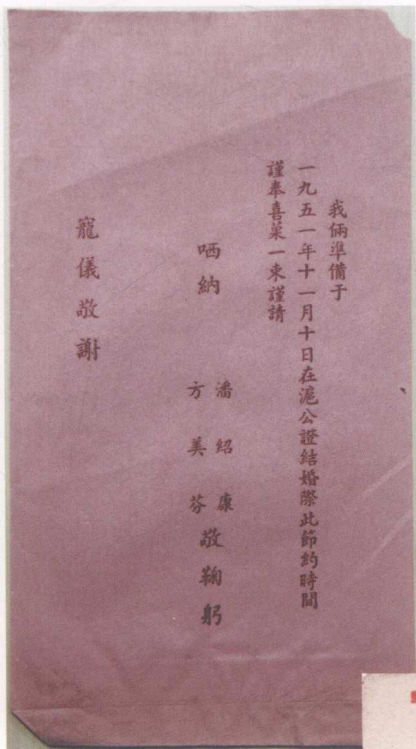 我倆準備于
一九五一年十一月十日在滬公證結婚際此節約時間
謹奉喜菜一束謹請
哂納
潘紹康
方美芬
敬鞠躬
寵儀敬謝